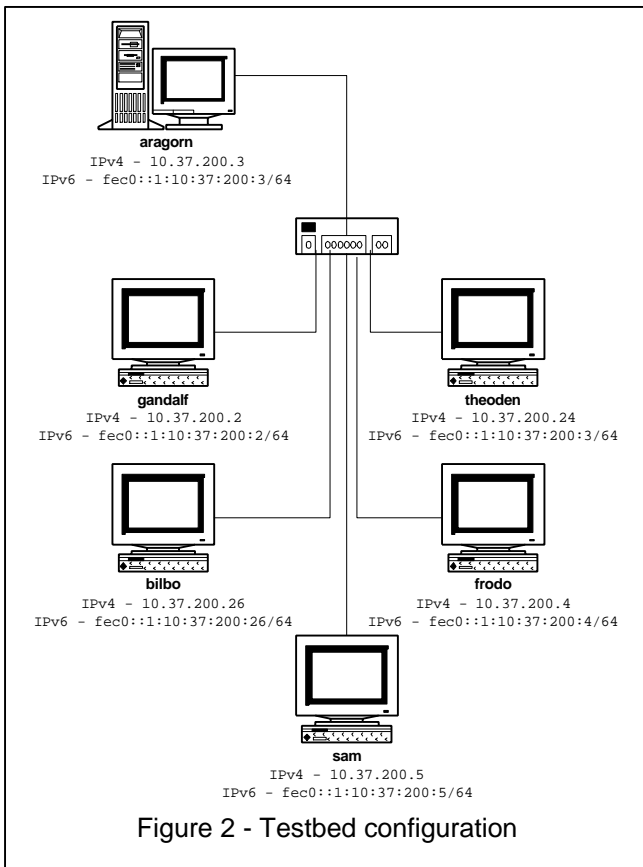 aragorn
IPv4 - 10.37.200.3
IPv6 - fec0::1:10:37:200:3/64
gandalf
IPv4 - 10.37.200.2
IPv6 - fec0::1:10:37:200:2/64
theoden
IPv4 - 10.37.200.24
IPv6 - fec0::1:10:37:200:3/64
bilbo
IPv4 - 10.37.200.26
IPv6 - fec0::1:10:37:200:26/64
frodo
IPv4 - 10.37.200.4
IPv6 - fec0::1:10:37:200:4/64
sam
IPv4 - 10.37.200.5
IPv6 - fec0::1:10:37:200:5/64
Figure 2 - Testbed configuration